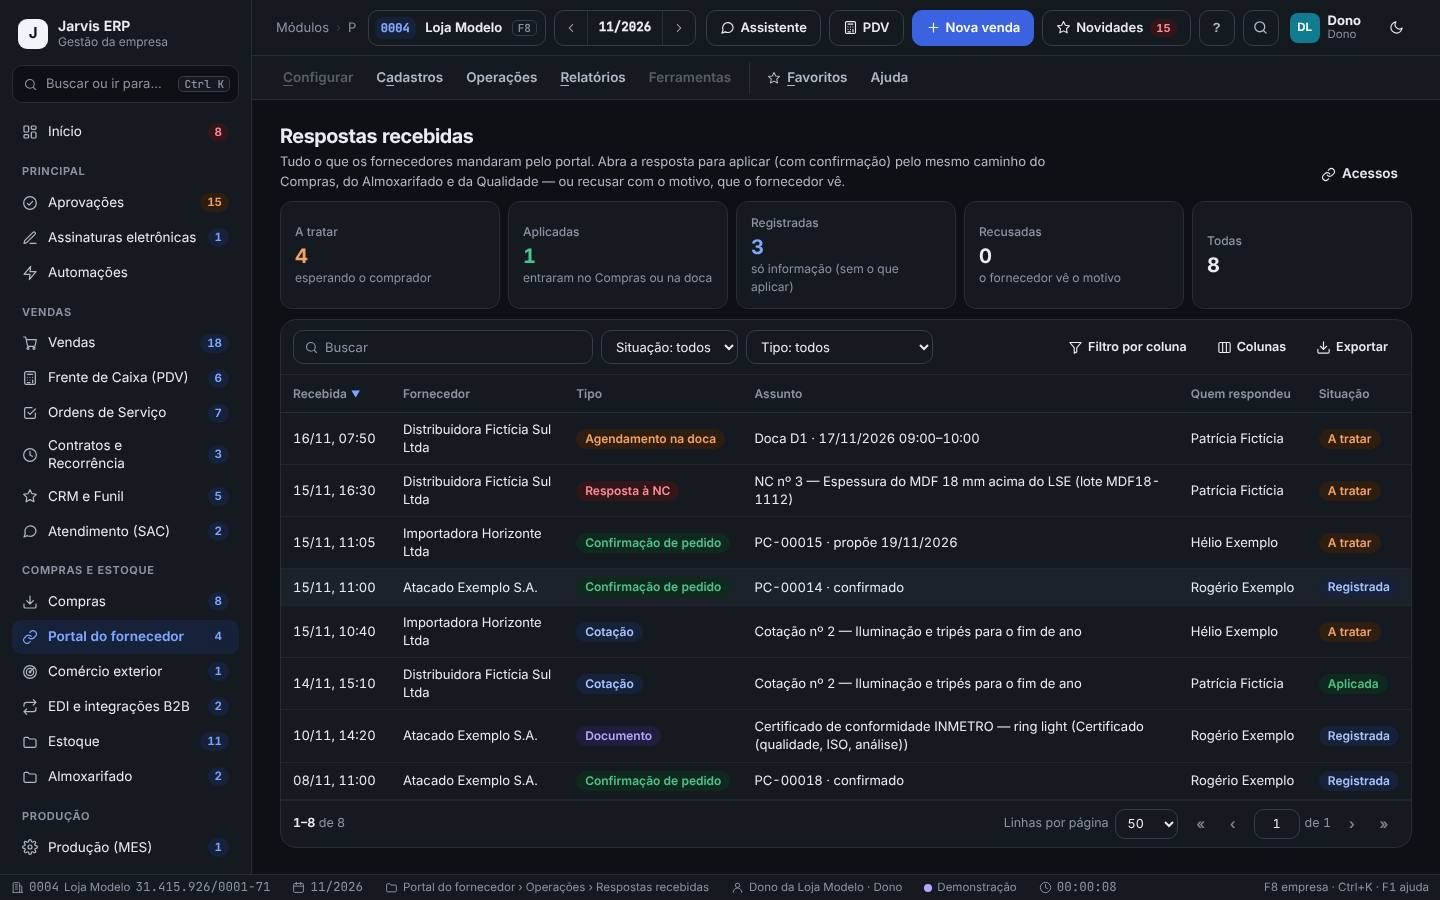 J
Jarvis ERP
Gestão da empresa
Buscar ou ir para...
Ctrl K
Início
8
PRINCIPAL
Aprovações
15
Assinaturas eletrônicas
1
Automações
VENDAS
Vendas
18
Frente de Caixa (PDV)
6
Ordens de Serviço
7
Contratos e
Recorrência
3
CRM e Funil
5
Atendimento (SAC)
2
COMPRAS E ESTOQUE
Compras
8
Portal do fornecedor
4
Comércio exterior
1
EDI e integrações B2B
2
Estoque
11
Almoxarifado
2
PRODUÇÃO
Produção (MES)
1
Módulos › P
0004 Loja Modelo F8
‹ 11/2026 ›
Assistente
PDV
Nova venda
Novidades 15
?
DL
Dono
Dono
Configurar Cadastros Operações Relatórios Ferramentas Favoritos Ajuda
Respostas recebidas
Tudo o que os fornecedores mandaram pelo portal. Abra a resposta para aplicar (com confirmação) pelo mesmo caminho do
Compras, do Almoxarifado e da Qualidade — ou recusar com o motivo, que o fornecedor vê.
Acessos
A tratar
4
esperando o comprador
Aplicadas
1
entraram no Compras ou na doca
Registradas
3
só informação (sem o que
aplicar)
Recusadas
0
o fornecedor vê o motivo
Todas
8
Buscar
Situação: todos
Tipo: todos
Filtro por coluna
Colunas
Exportar
Recebida ▼ Fornecedor Tipo Assunto Quem respondeu Situação
16/11, 07:50 Distribuidora Fictícia Sul
Ltda Agendamento na doca Doca D1 · 17/11/2026 09:00–10:00 Patrícia Fictícia A tratar
15/11, 16:30 Distribuidora Fictícia Sul
Ltda Resposta à NC NC nº 3 — Espessura do MDF 18 mm acima do LSE (lote MDF18-
1112) Patrícia Fictícia A tratar
15/11, 11:05 Importadora Horizonte
Ltda Confirmação de pedido PC-00015 · propõe 19/11/2026 Hélio Exemplo A tratar
15/11, 11:00 Atacado Exemplo S.A. Confirmação de pedido PC-00014 · confirmado Rogério Exemplo Registrada
15/11, 10:40 Importadora Horizonte
Ltda Cotação Cotação nº 2 — Iluminação e tripés para o fim de ano Hélio Exemplo A tratar
14/11, 15:10 Distribuidora Fictícia Sul
Ltda Cotação Cotação nº 2 — Iluminação e tripés para o fim de ano Patrícia Fictícia Aplicada
10/11, 14:20 Atacado Exemplo S.A. Documento Certificado de conformidade INMETRO — ring light (Certificado
(qualidade, ISO, análise)) Rogério Exemplo Registrada
08/11, 11:00 Atacado Exemplo S.A. Confirmação de pedido PC-00018 · confirmado Rogério Exemplo Registrada
1–8 de 8
Linhas por página 50 « ‹ 1 de 1 › »
0004 Loja Modelo 31.415.926/0001-71 11/2026 Portal do fornecedor › Operações › Respostas recebidas Dono da Loja Modelo · Dono Demonstração 00:00:08 F8 empresa · Ctrl+K · F1 ajuda